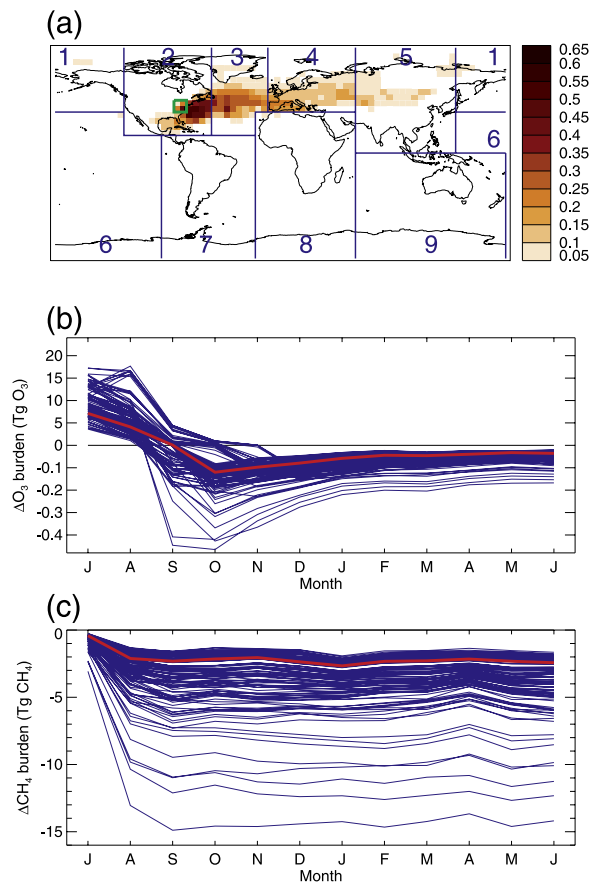 (a)
1 2 3 4 5 1
6
6 7 8 9
0.65
0.6
0.55
0.5
0.45
0.4
0.35
0.3
0.25
0.2
0.15
0.1
0.05
(b)
ΔO3 burden (Tg O3)
20
15
10
5
0
-0.1
-0.2
-0.3
-0.4
J A S O N D J F M A M J
Month
(c)
ΔCH4 burden (Tg CH4)
0
-5
-10
-15
J A S O N D J F M A M J
Month